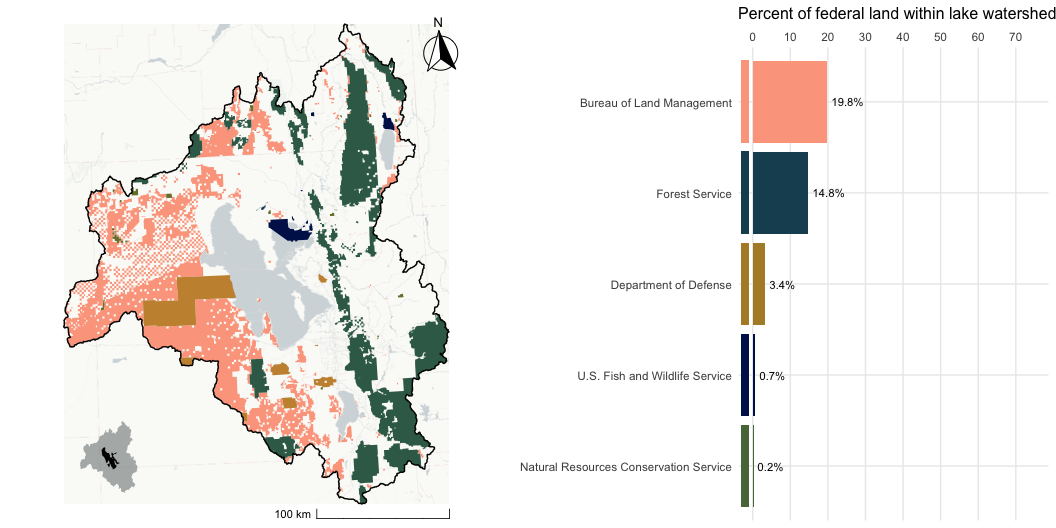 N
100 km
Percent of federal land within lake watershed
0 10 20 30 40 50 60 70
Bureau of Land Management 19.8%
Forest Service 14.8%
Department of Defense 3.4%
U.S. Fish and Wildlife Service 0.7%
Natural Resources Conservation Service 0.2%